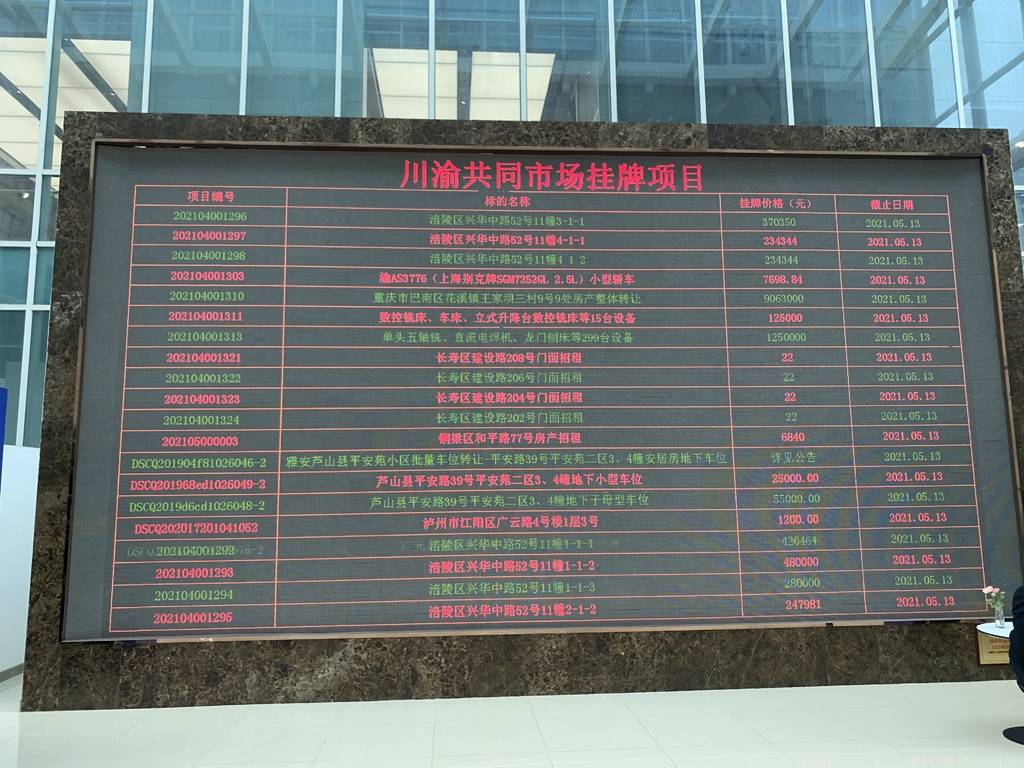 川渝共同市场挂牌项目
项目编号 标的名称 挂牌价格（元） 截止日期
202104001296 涪陵区兴华中路52号11幢3-1-1 370350 2021.05.13
202104001297 涪陵区兴华中路52号11幢4-1-1 234344 2021.05.13
202104001298 涪陵区兴华中路52号11幢4-1-2 234344 2021.05.13
202104001303 渝AS3776（上海别克牌SGM7252GL 2.5L）小型轿车 7698.84 2021.05.13
202104001310 重庆市巴南区花溪镇王家坝三村9号9处房产整体转让 9063000 2021.05.13
202104001311 数控铣床、车床、立式升降台数控铣床等15台设备 125000 2021.05.13
202104001313 单头五轴铣、直流电焊机、龙门刨床等299台设备 1250000 2021.05.13
202104001321 长寿区建设路208号门面招租 22 2021.05.13
202104001322 长寿区建设路206号门面招租 22 2021.05.13
202104001323 长寿区建设路204号门面招租 22 2021.05.13
202104001324 长寿区建设路202号门面招租 22 2021.05.13
202105000003 铜梁区和平路77号房产招租 6840 2021.05.13
DSCQ201904f81026046-2 雅安芦山县平安苑小区批量车位转让-平安路39号平安苑二区3、4幢安居房地下车位 详见公告 2021.05.13
DSCQ201968ed1026049-2 芦山县平安路39号平安苑二区3、4幢地下小型车位 25000.00 2021.05.13
DSCQ2019d6cd1026048-2 芦山县平安路39号平安苑二区3、4幢地下子母型车位 55000.00 2021.05.13
DSCQ202017201041052 泸州市江阳区广云路4号楼1层3号 1200.00 2021.05.13
202104001292 涪陵区兴华中路52号11幢1-1-1 420464 2021.05.13
202104001293 涪陵区兴华中路52号11幢1-1-2 480000 2021.05.13
202104001294 涪陵区兴华中路52号11幢1-1-3 280000 2021.05.13
202104001295 涪陵区兴华中路52号11幢2-1-2 247981 2021.05.13